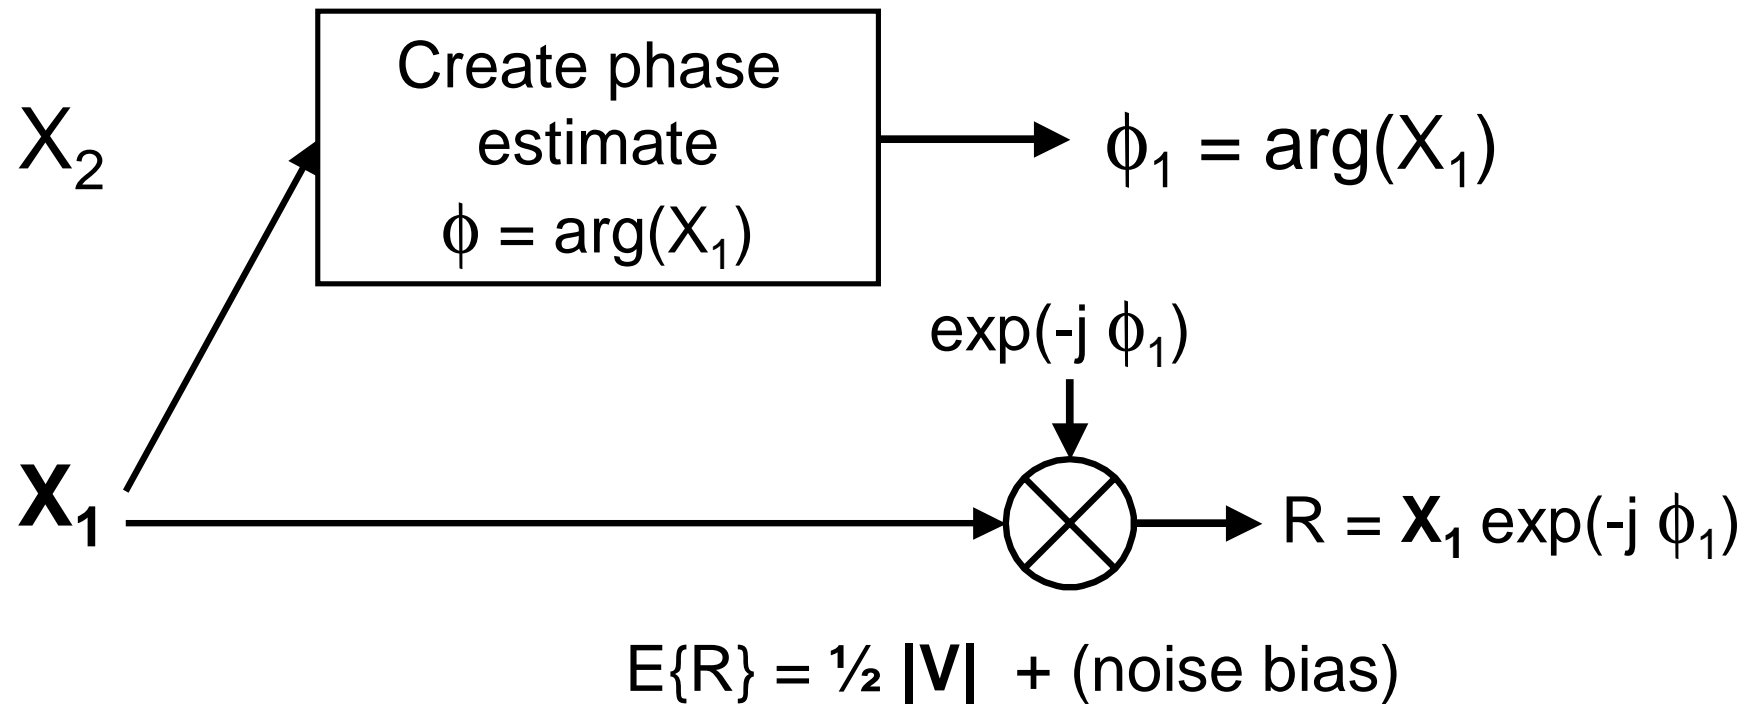 Create phase
estimate
ϕ = arg(X₁)
X₂
ϕ₁ = arg(X₁)
exp(-j ϕ₁)
X₁
R = X₁ exp(-j ϕ₁)
E{R} = ½ |V| + (noise bias)